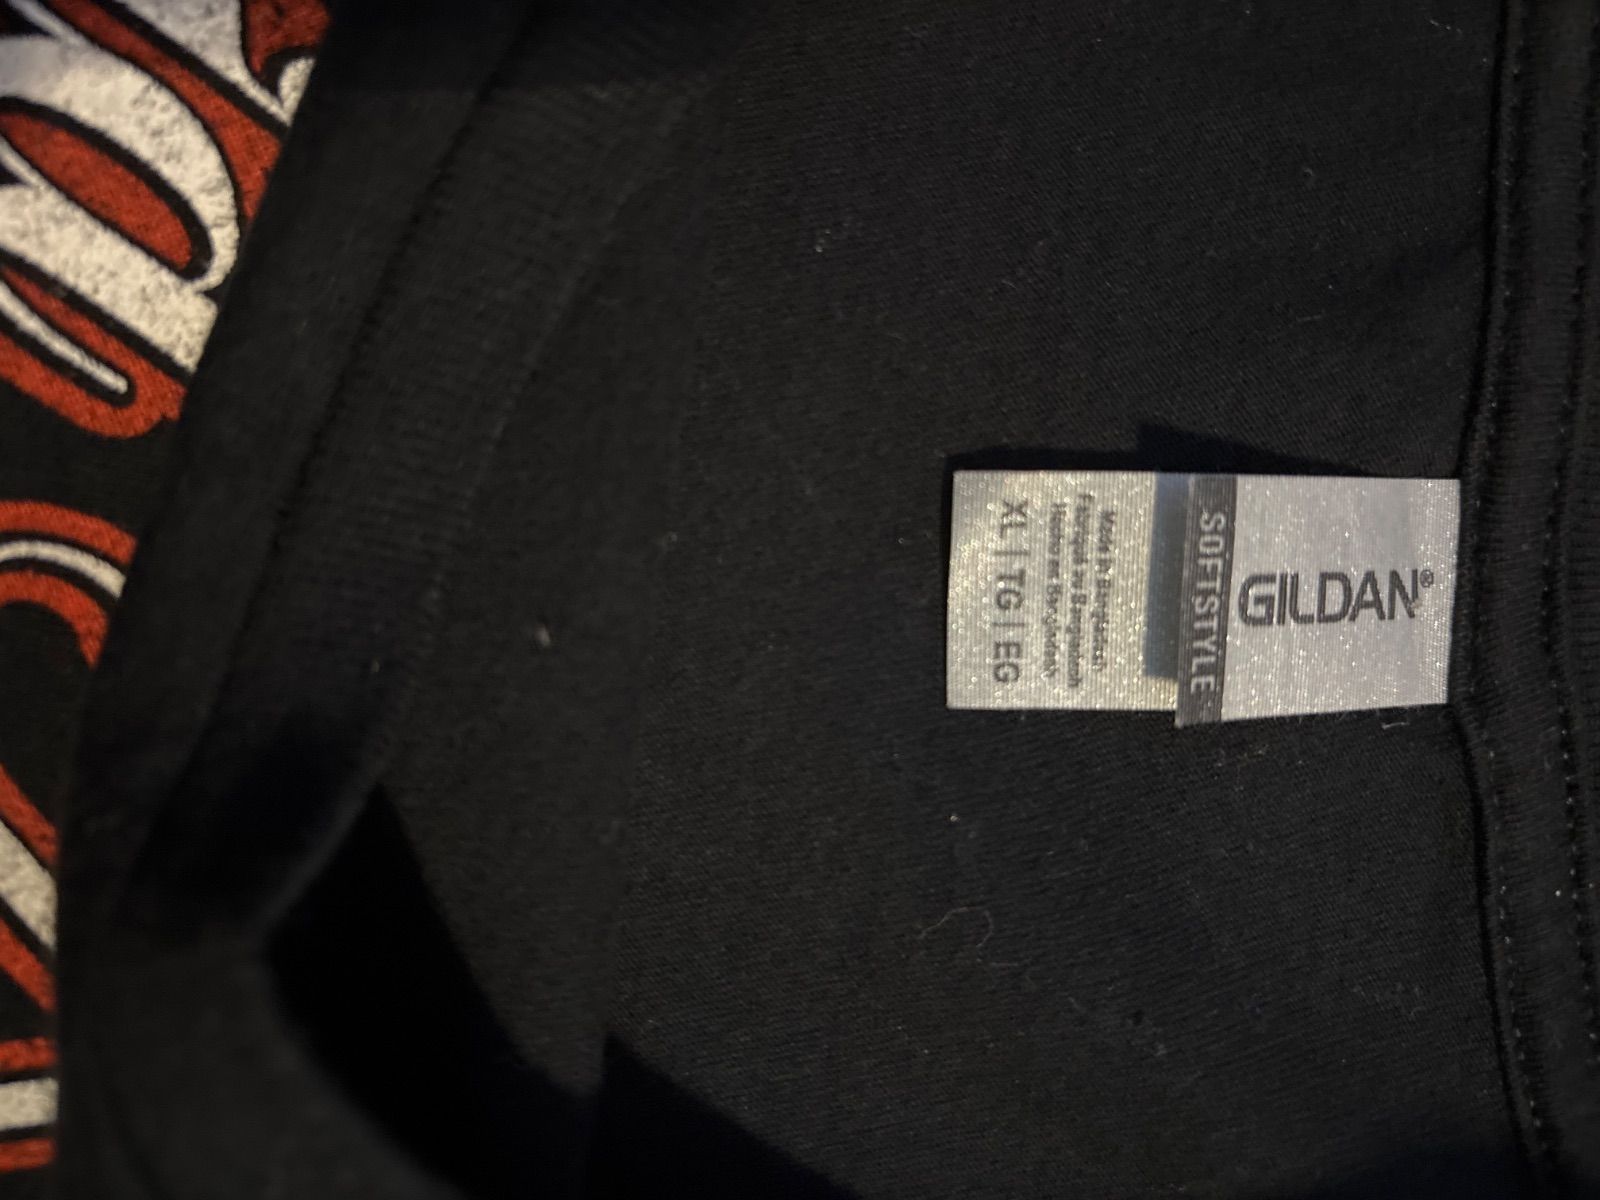 GILDAN®
SOFTSTYLE
Made in Bangladesh
Fabriqué au Bangladesh
Hecho en Bangladesh
XL | TG | EG